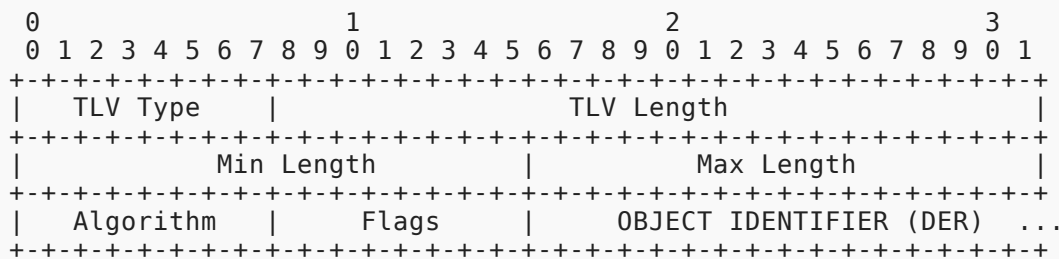 0                   1                   2                   3
 0 1 2 3 4 5 6 7 8 9 0 1 2 3 4 5 6 7 8 9 0 1 2 3 4 5 6 7 8 9 0 1
+-+-+-+-+-+-+-+-+-+-+-+-+-+-+-+-+-+-+-+-+-+-+-+-+-+-+-+-+-+-+-+-+
|   TLV Type    |                  TLV Length                   |
+-+-+-+-+-+-+-+-+-+-+-+-+-+-+-+-+-+-+-+-+-+-+-+-+-+-+-+-+-+-+-+-+
|            Min Length         |          Max Length           |
+-+-+-+-+-+-+-+-+-+-+-+-+-+-+-+-+-+-+-+-+-+-+-+-+-+-+-+-+-+-+-+-+
|   Algorithm   |     Flags     |     OBJECT IDENTIFIER (DER)  ...
+-+-+-+-+-+-+-+-+-+-+-+-+-+-+-+-+-+-+-+-+-+-+-+-+-+-+-+-+-+-+-+-+